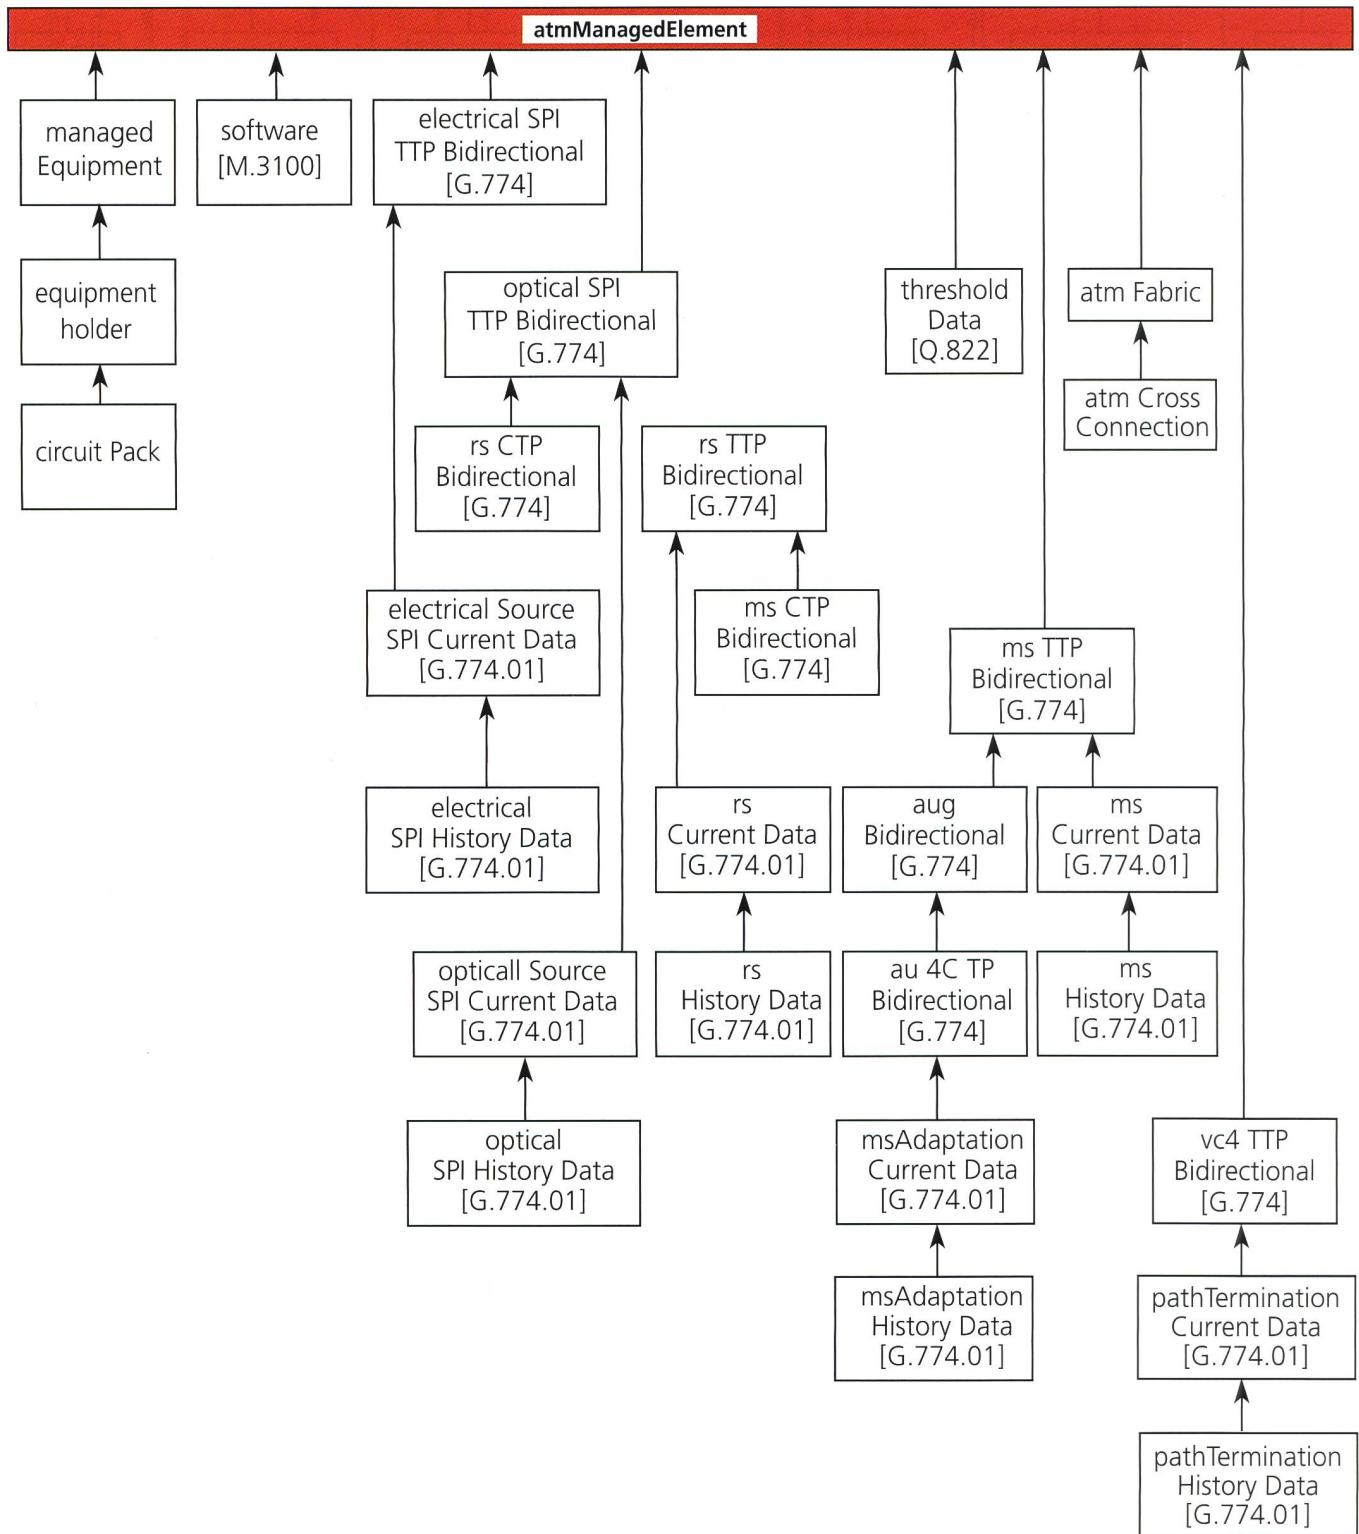 atmManagedElement
managed
Equipment
software
[M.3100]
electrical SPI
TTP Bidirectional
[G.774]
equipment
holder
optical SPI
TTP Bidirectional
[G.774]
threshold
Data
[Q.822]
atm Fabric
circuit Pack
rs CTP
Bidirectional
[G.774]
rs TTP
Bidirectional
[G.774]
atm Cross
Connection
electrical Source
SPI Current Data
[G.774.01]
ms CTP
Bidirectional
[G.774]
ms TTP
Bidirectional
[G.774]
electrical
SPI History Data
[G.774.01]
rs
Current Data
[G.774.01]
aug
Bidirectional
[G.774]
ms
Current Data
[G.774.01]
opticall Source
SPI Current Data
[G.774.01]
rs
History Data
[G.774.01]
au 4C TP
Bidirectional
[G.774]
ms
History Data
[G.774.01]
optical
SPI History Data
[G.774.01]
msAdaptation
Current Data
[G.774.01]
vc4 TTP
Bidirectional
[G.774]
msAdaptation
History Data
[G.774.01]
pathTermination
Current Data
[G.774.01]
pathTermination
History Data
[G.774.01]